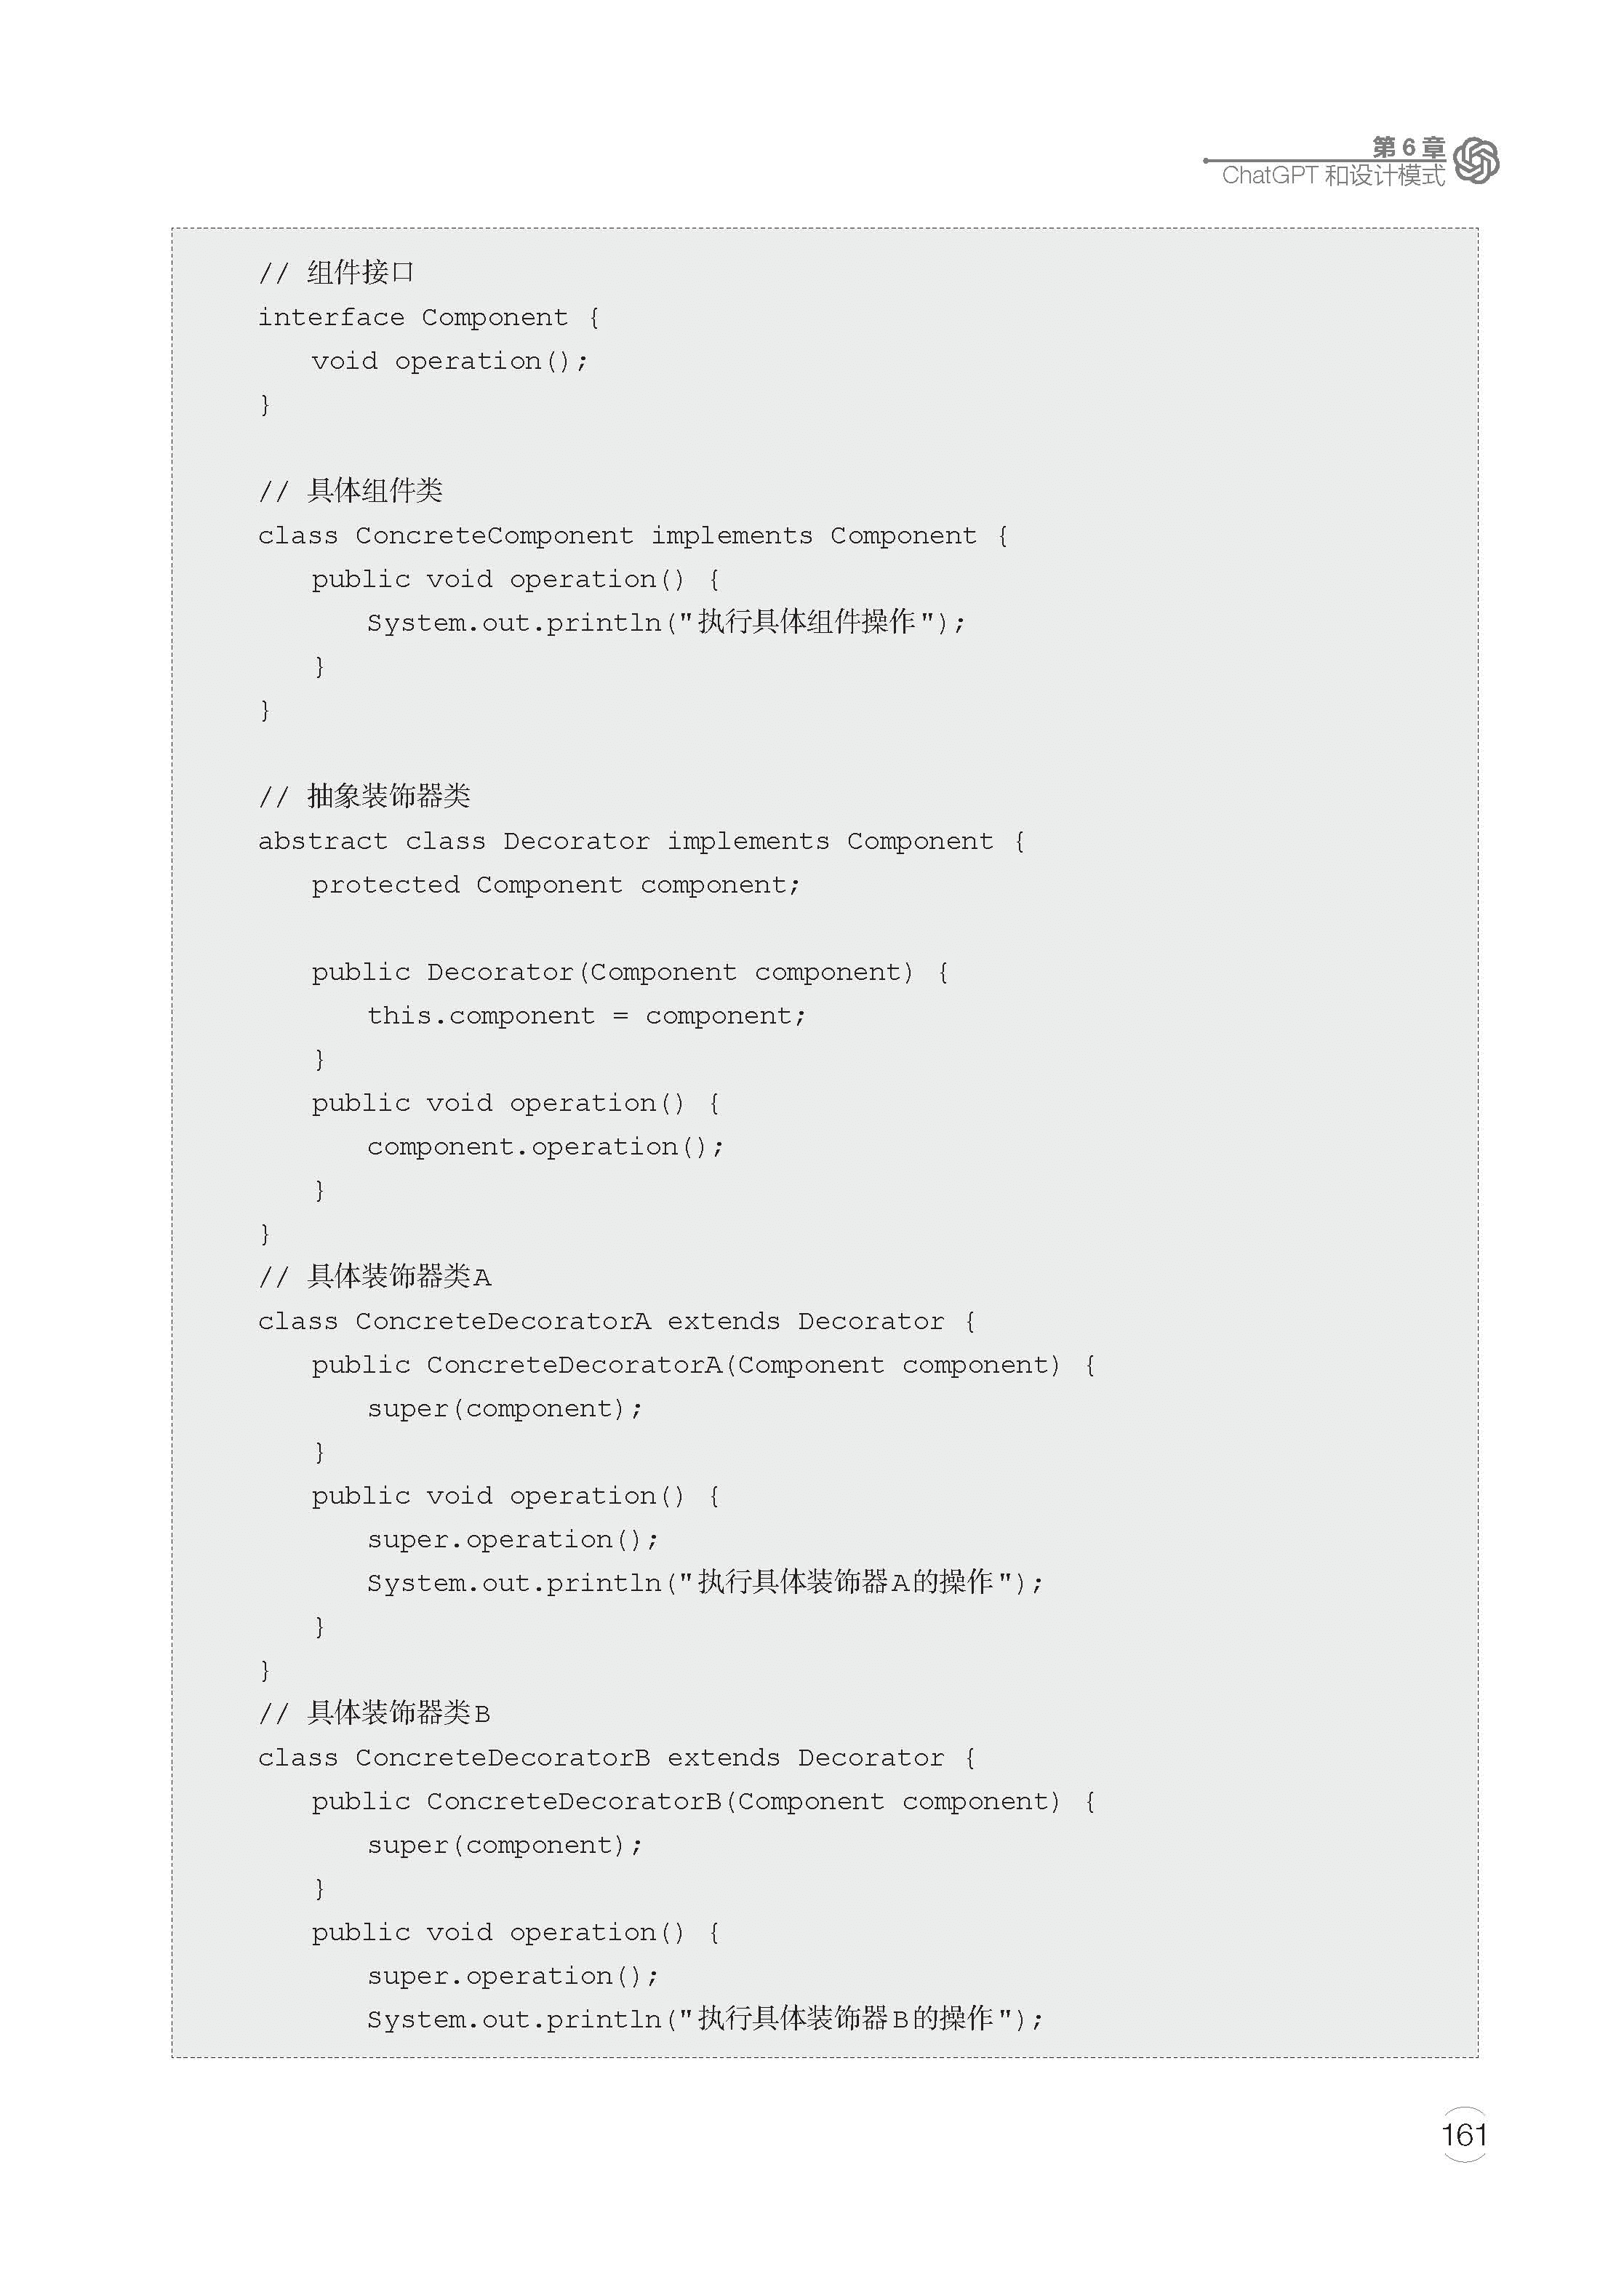 第 6 章
ChatGPT 和设计模式
// 组件接口
interface Component {
    void operation();
}
// 具体组件类
class ConcreteComponent implements Component {
    public void operation() {
        System.out.println("执行具体组件操作");
    }
}
// 抽象装饰器类
abstract class Decorator implements Component {
    protected Component component;
    public Decorator(Component component) {
        this.component = component;
    }
    public void operation() {
        component.operation();
    }
}
// 具体装饰器类A
class ConcreteDecoratorA extends Decorator {
    public ConcreteDecoratorA(Component component) {
        super(component);
    }
    public void operation() {
        super.operation();
        System.out.println("执行具体装饰器A的操作");
    }
}
// 具体装饰器类B
class ConcreteDecoratorB extends Decorator {
    public ConcreteDecoratorB(Component component) {
        super(component);
    }
    public void operation() {
        super.operation();
        System.out.println("执行具体装饰器B的操作");
161